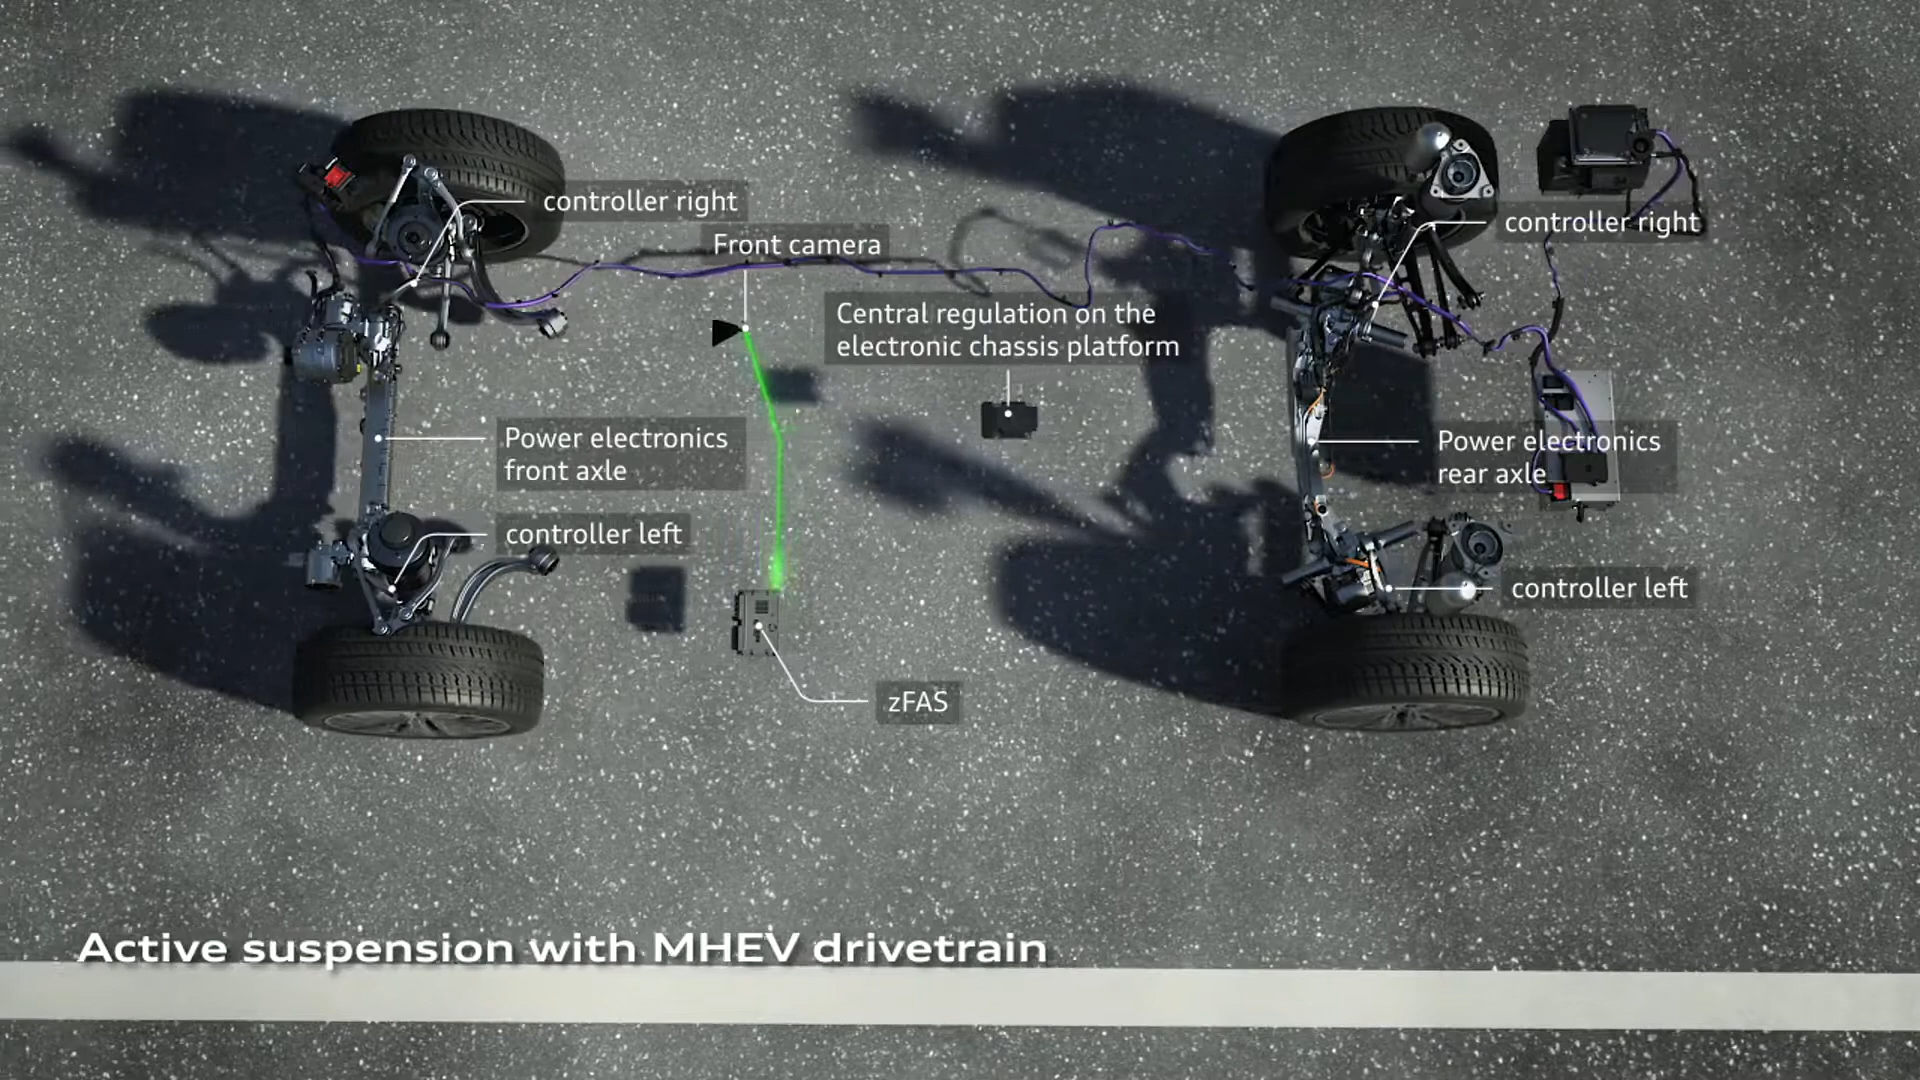 controller right
controller right
Front camera
Central regulation on the
electronic chassis platform
Power electronics
front axle
Power electronics
rear axle
controller left
controller left
zFAS
Active suspension with MHEV drivetrain